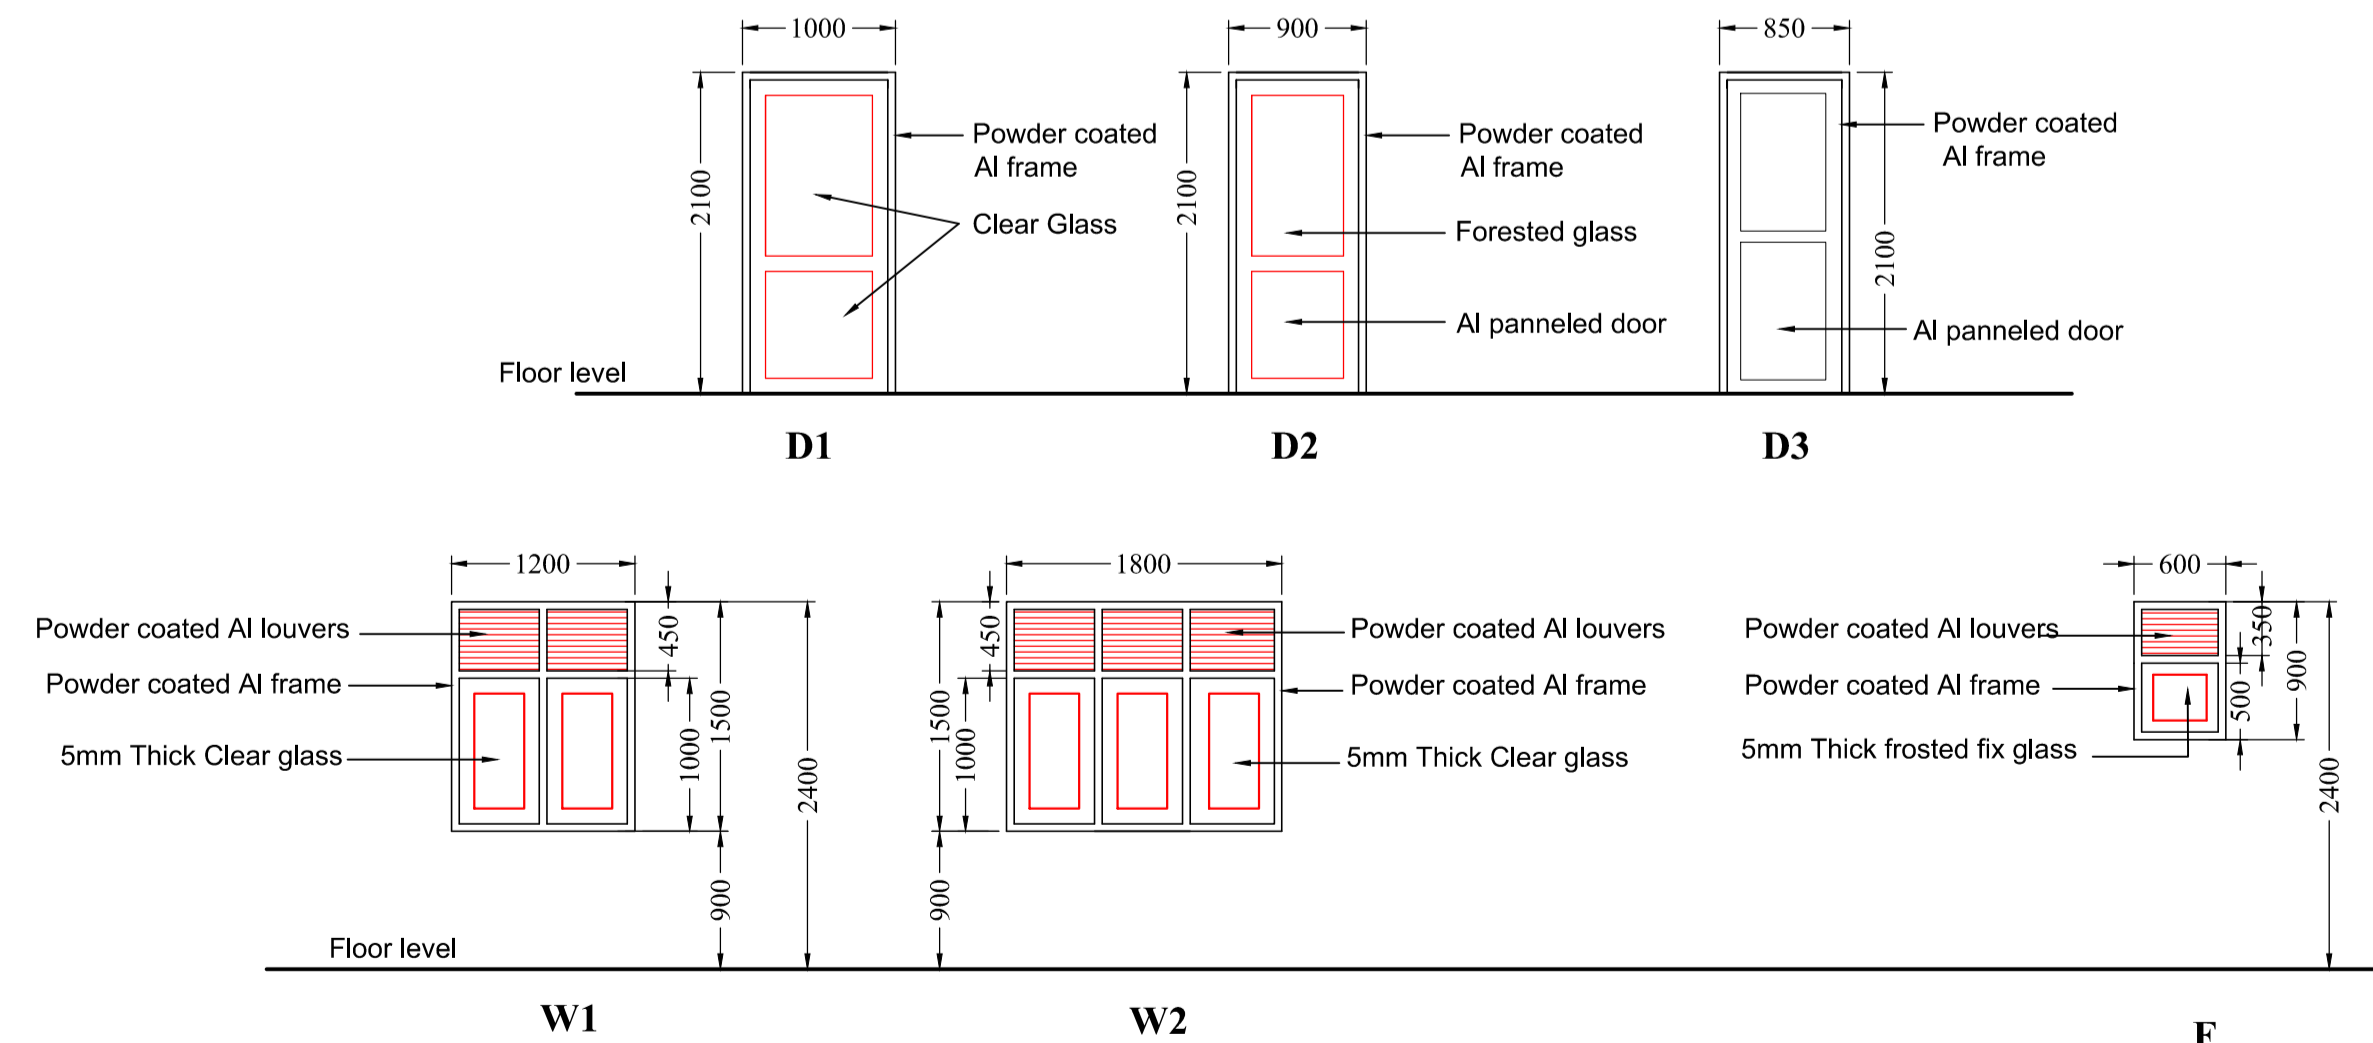 1000
900
850
2100
Powder coated
Al frame
Clear Glass
2100
Powder coated
Al frame
Forested glass
Al panneled door
Powder coated
Al frame
2100
Al panneled door
Floor level
D1
D2
D3
1200
1800
600
Powder coated Al louvers
Powder coated Al frame
5mm Thick Clear glass
450
1000
1500
2400
900
450
1500
1000
900
Powder coated Al louvers
Powder coated Al frame
5mm Thick Clear glass
Powder coated Al louvers
Powder coated Al frame
5mm Thick frosted fix glass
350
500
900
2400
Floor level
W1
W2